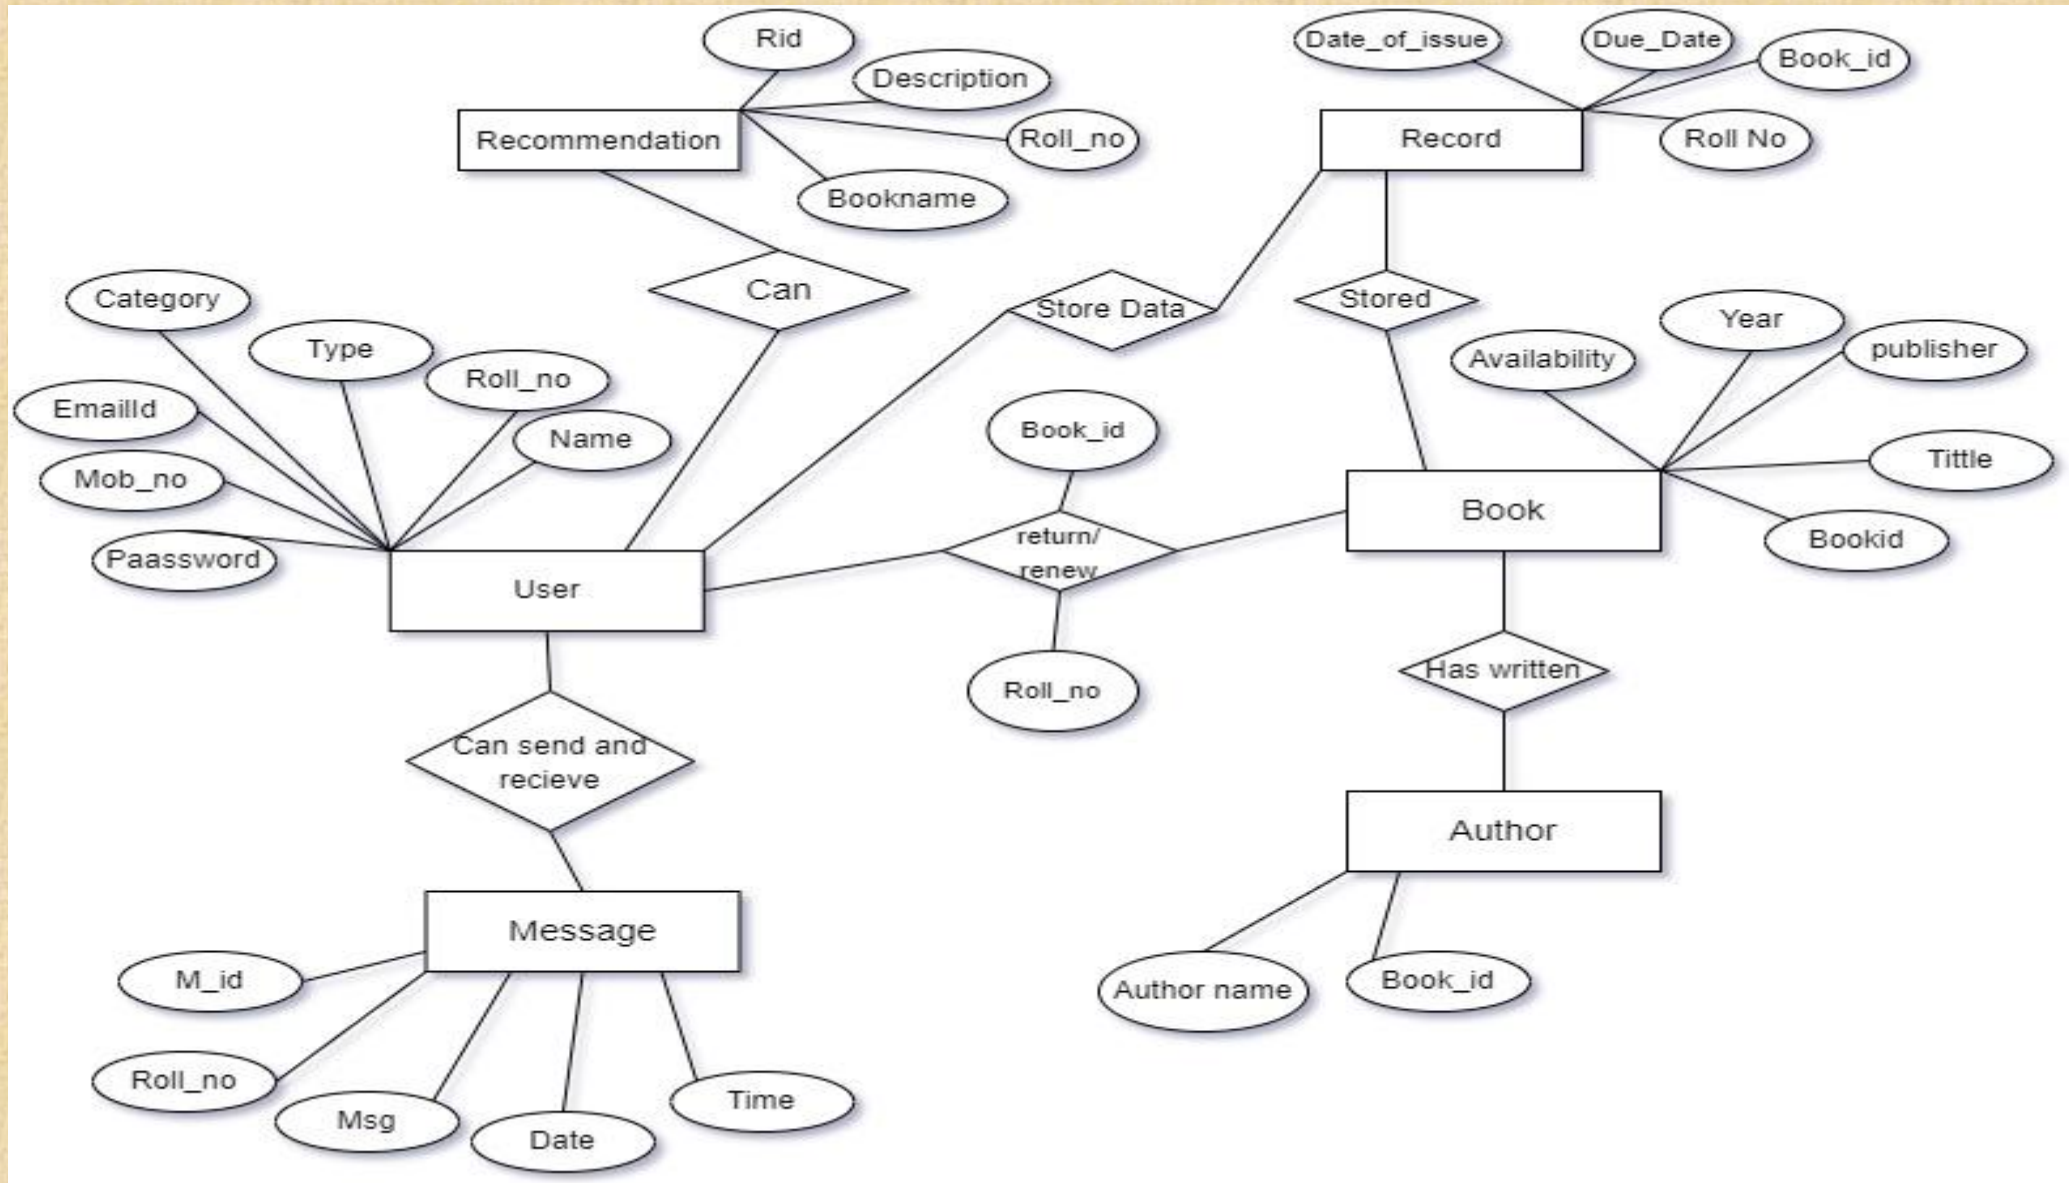 Rid
Date_of_issue
Due_Date
Book_id
Description
Recommendation
Roll_no
Record
Roll No
Bookname
Can
Store Data
Stored
Category
Type
Roll_no
EmailId
Name
Mob_no
Paassword
Availability
Year
publisher
Tittle
Book
Bookid
Book_id
return/
renew
Roll_no
User
Has written
Can send and
recieve
Author
Author name
Book_id
Message
M_id
Roll_no
Msg
Date
Time